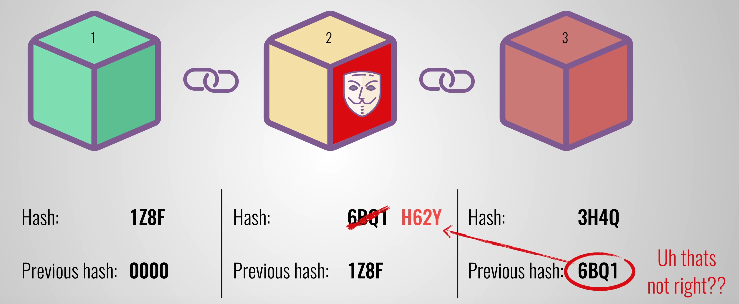 1
2
3
Hash: 1Z8F
Previous hash: 0000
Hash: 6BQ1 H62Y
Previous hash: 1Z8F
Hash: 3H4Q
Previous hash: 6BQ1
Uh thats
not right??